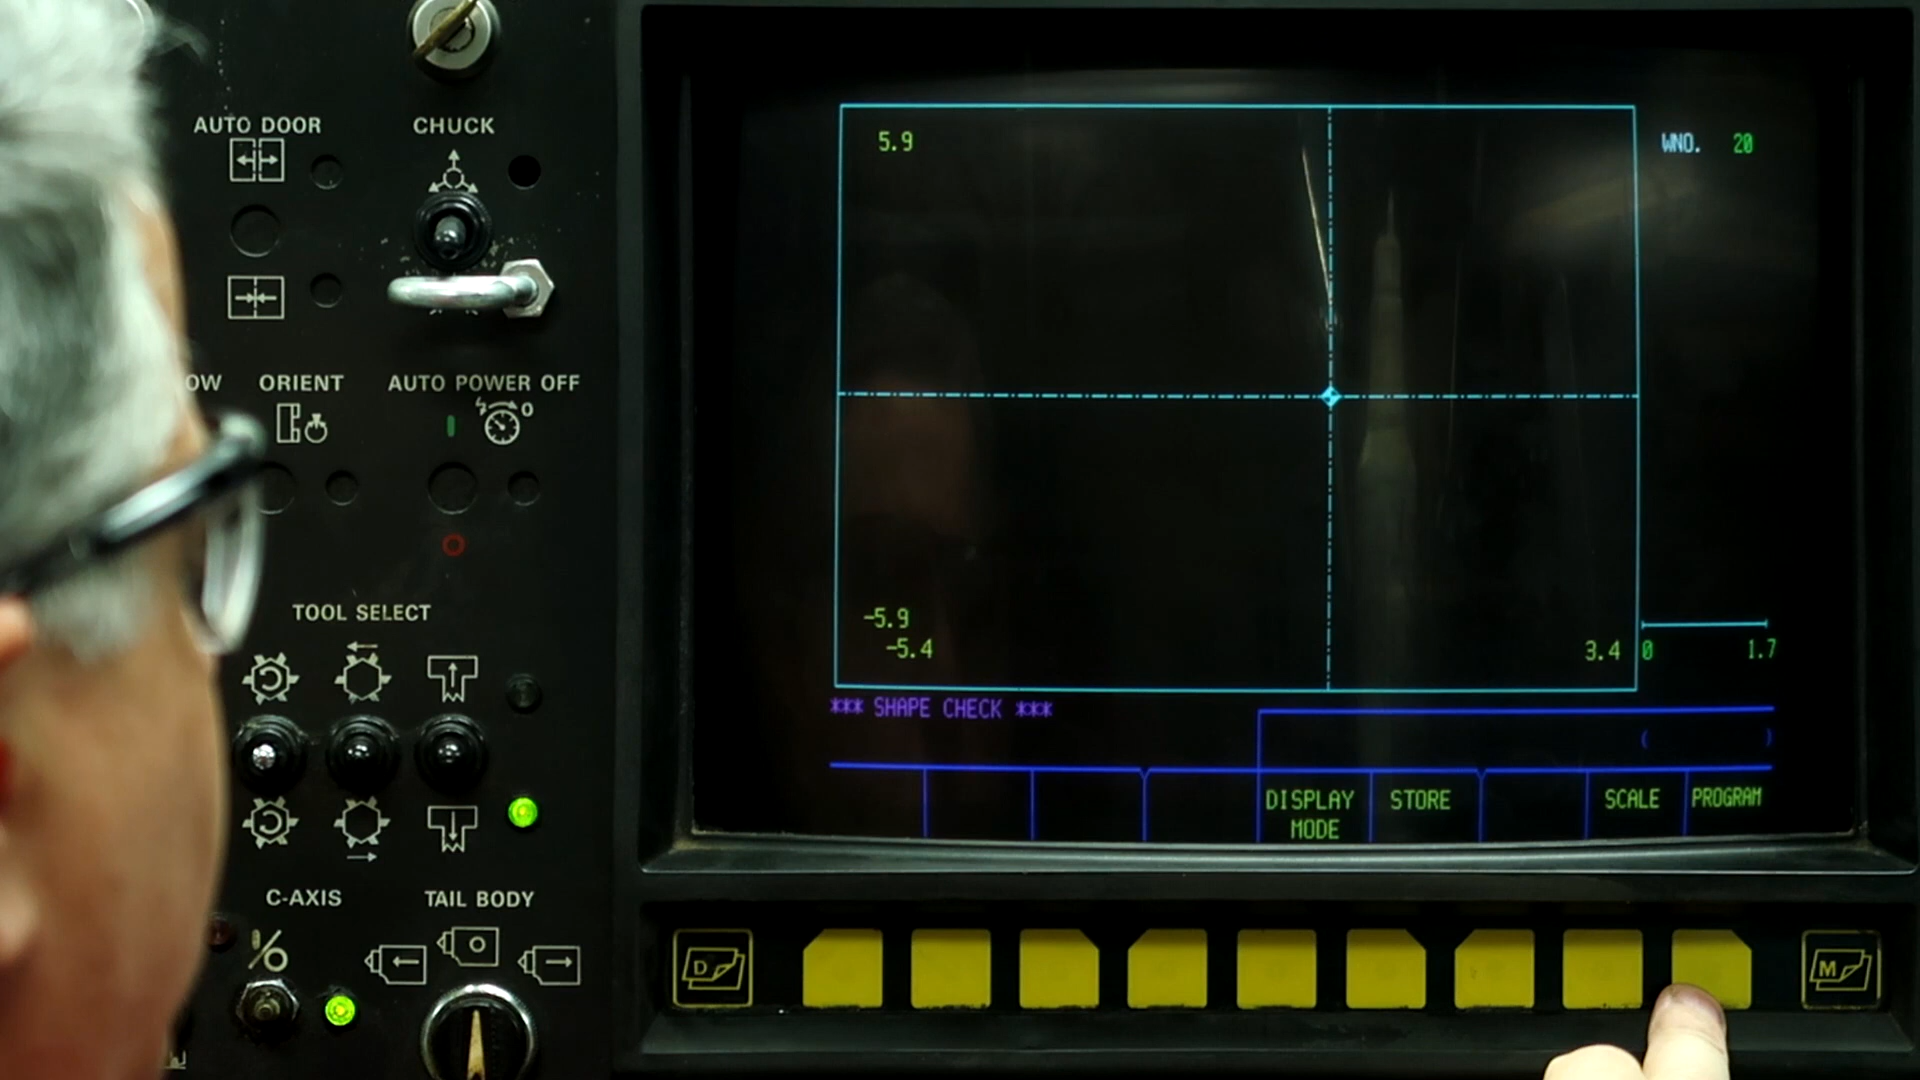 AUTO DOOR
CHUCK
OW
ORIENT
AUTO POWER OFF
O
TOOL SELECT
C-AXIS
TAIL BODY
5.9
WNO. 20
-5.9
-5.4
3.4
0
1.7
*** SHAPE CHECK ***
( )
DISPLAY
MODE
STORE
SCALE
PROGRAM
D
M